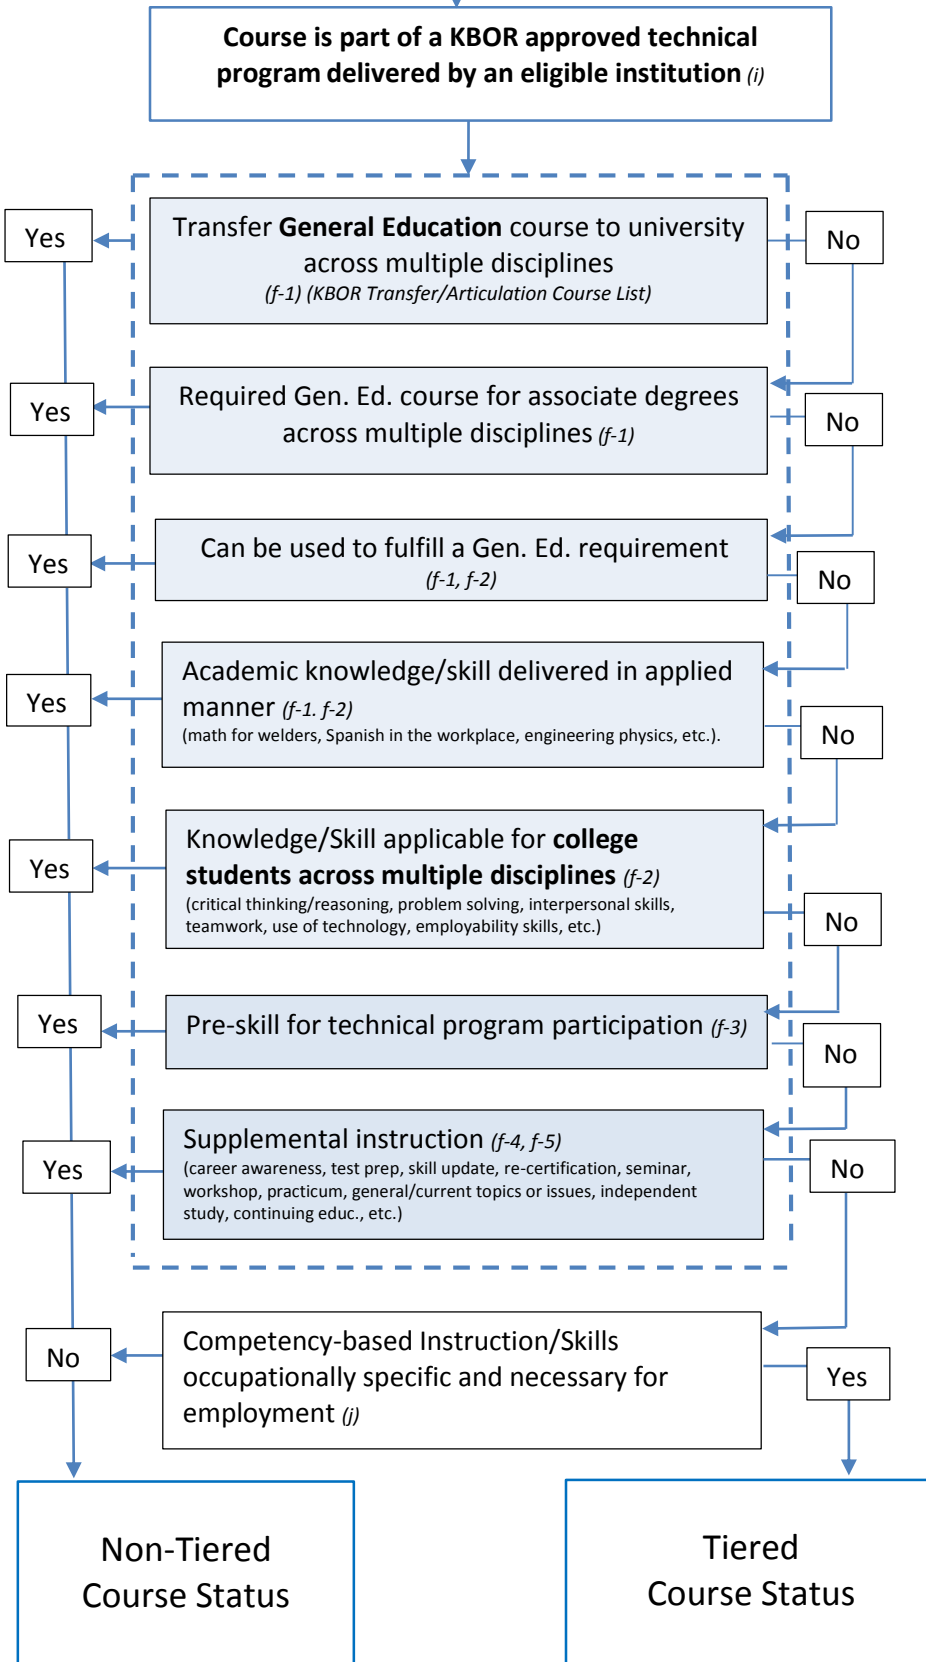 Course is part of a KBOR approved technical
program delivered by an eligible institution (i)
Yes
Transfer General Education course to university
across multiple disciplines
(f-1) (KBOR Transfer/Articulation Course List)
No
Yes
Required Gen. Ed. course for associate degrees
across multiple disciplines (f-1)
No
Yes
Can be used to fulfill a Gen. Ed. requirement
(f-1, f-2)
No
Yes
Academic knowledge/skill delivered in applied
manner (f-1. f-2)
(math for welders, Spanish in the workplace, engineering physics, etc.).
No
Yes
Knowledge/Skill applicable for college
students across multiple disciplines (f-2)
(critical thinking/reasoning, problem solving, interpersonal skills,
teamwork, use of technology, employability skills, etc.)
No
Yes
Pre-skill for technical program participation (f-3)
No
Yes
Supplemental instruction (f-4, f-5)
(career awareness, test prep, skill update, re-certification, seminar,
workshop, practicum, general/current topics or issues, independent
study, continuing educ., etc.)
No
No
Competency-based Instruction/Skills
occupationally specific and necessary for
employment (j)
Yes
Non-Tiered
Course Status
Tiered
Course Status